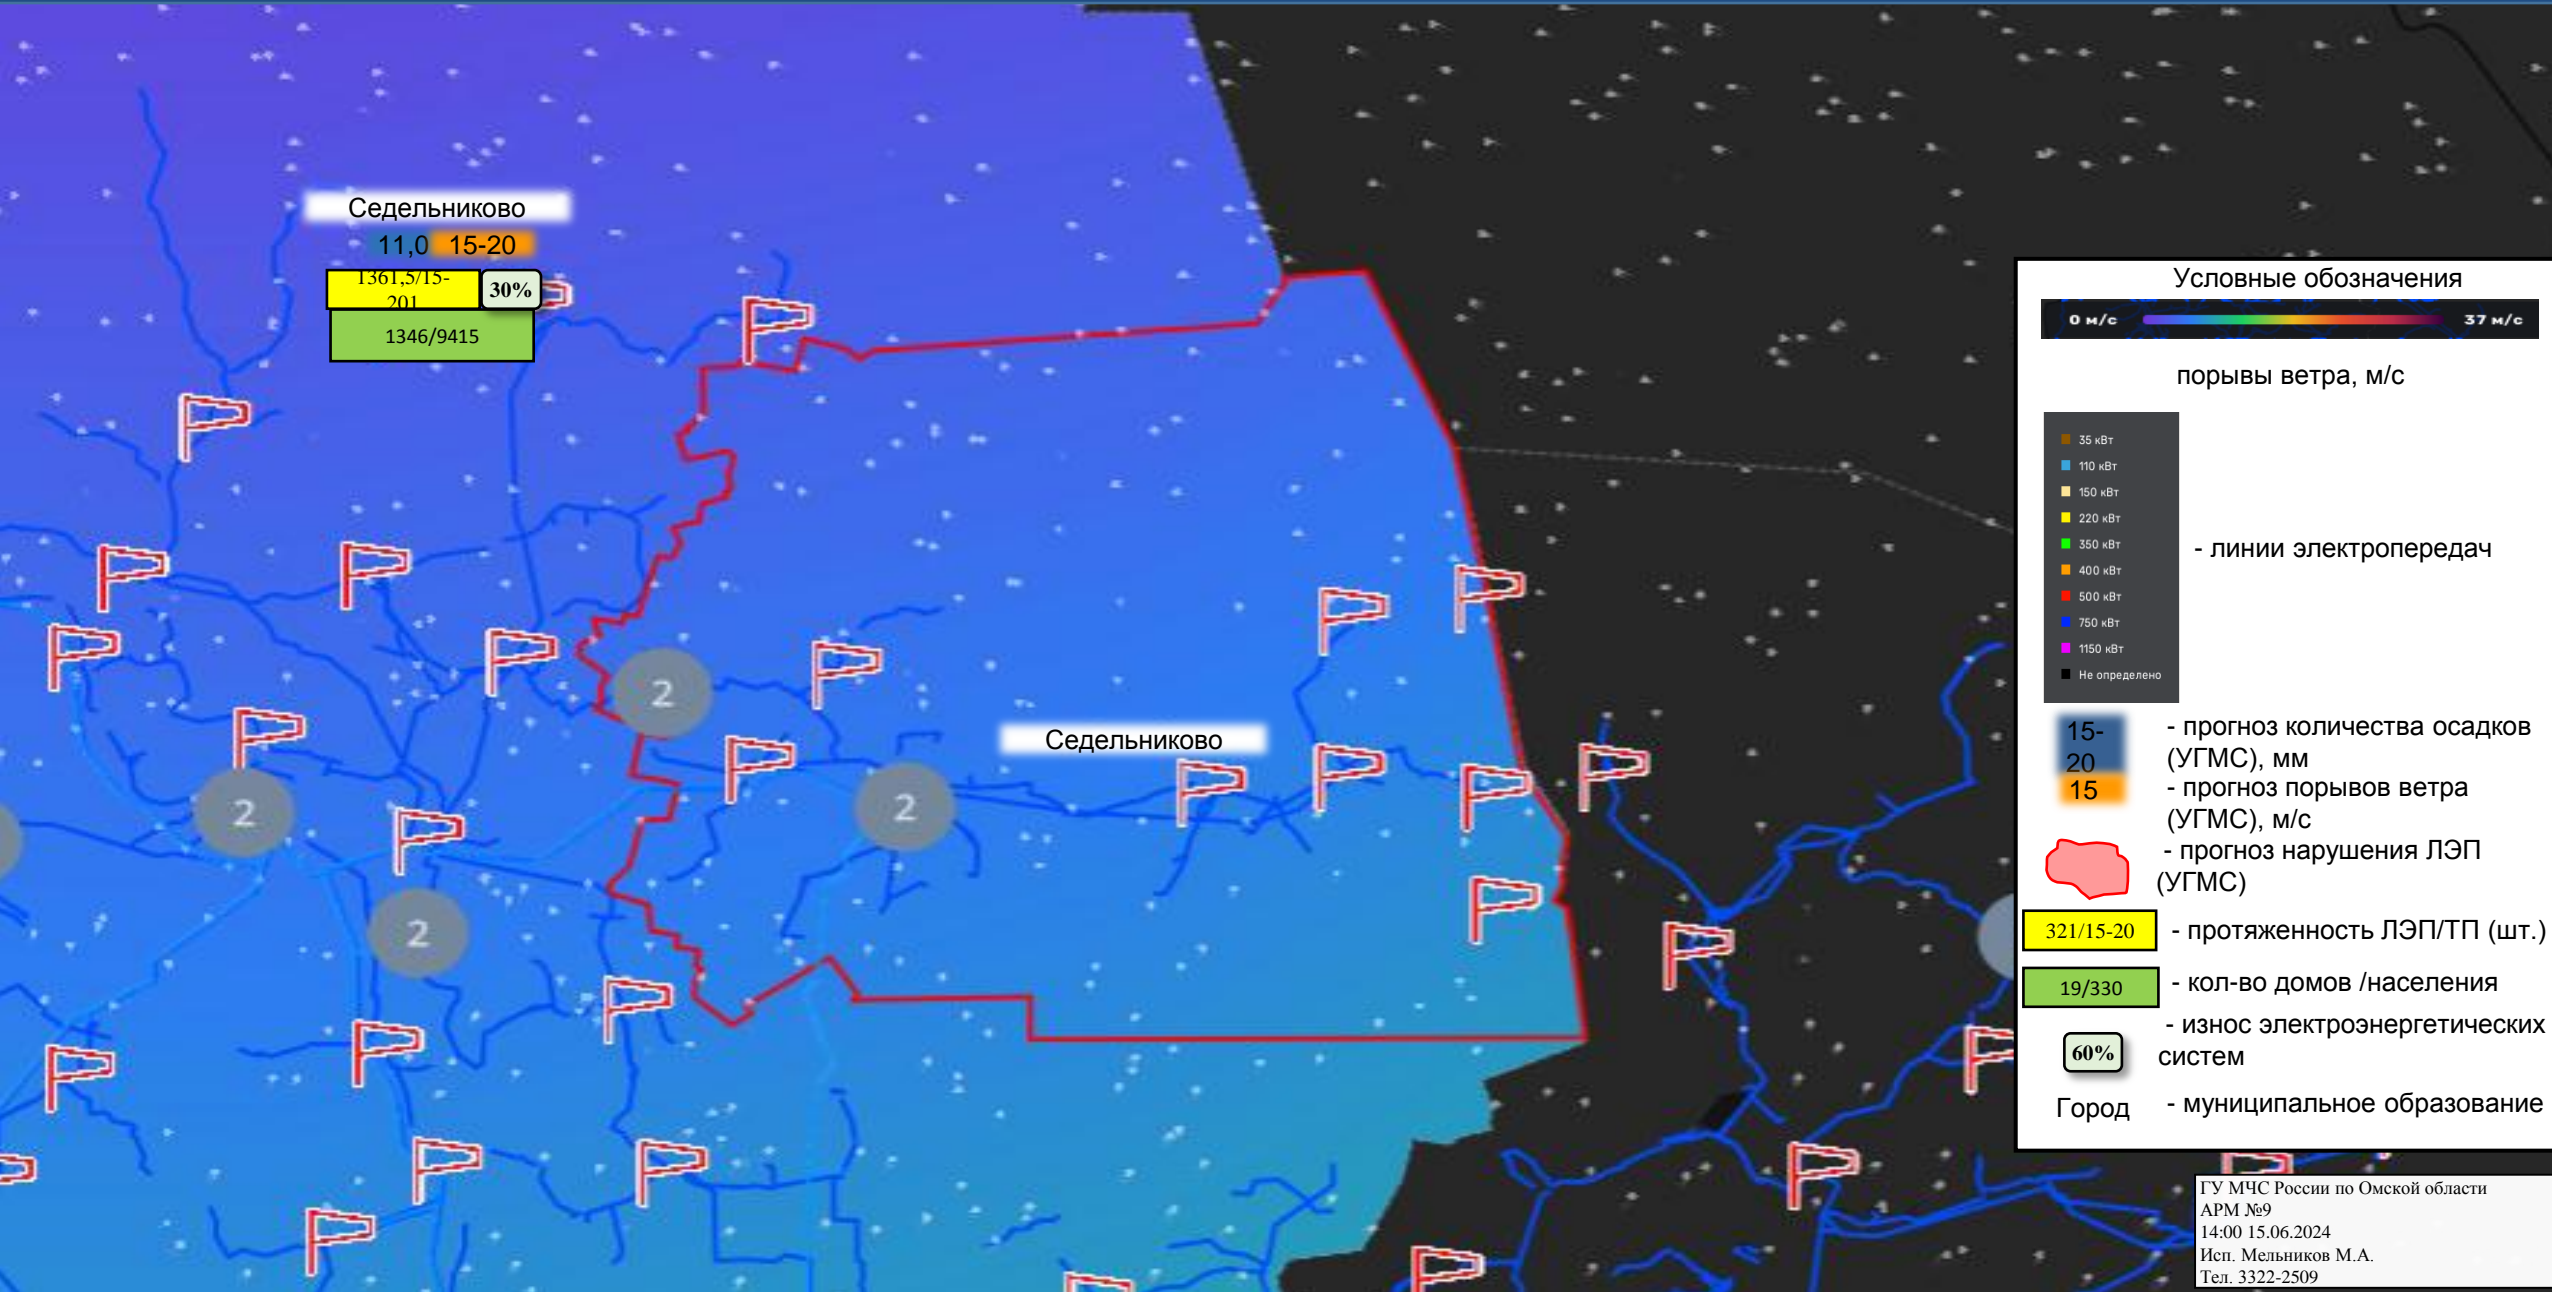 Седельниково
11,0 15-20
1361,5/15-
201
30%
1346/9415
2
2
Седельниково
2
2
Условные обозначения
0 м/с 37 м/с
порывы ветра, м/с
35 кВт
110 кВт
150 кВт
220 кВт
350 кВт
400 кВт
500 кВт
750 кВт
1150 кВт
Не определено
- линии электропередач
15-
20
- прогноз количества осадков
(УГМС), мм
15
- прогноз порывов ветра
(УГМС), м/с
- прогноз нарушения ЛЭП
(УГМС)
321/15-20 - протяженность ЛЭП/ТП (шт.)
19/330 - кол-во домов /населения
60%
- износ электроэнергетических
систем
Город - муниципальное образование
ГУ МЧС России по Омской области
АРМ №9
14:00 15.06.2024
Исп. Мельников М.А.
Тел. 3322-2509